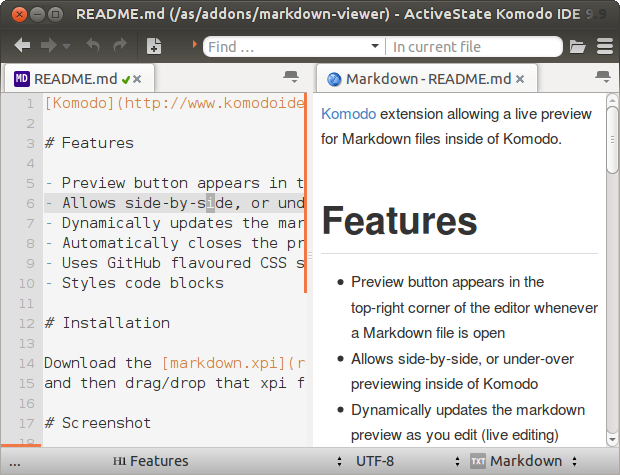 README.md (/as/addons/markdown-viewer) - ActiveState Komodo IDE 9.9
Find ...
In current file
MD README.md
Markdown - README.md
1 [Komodo](http://www.komodoide
2
3 # Features
4
5 - Preview button appears in t
6 - Allows side-by-side, or und
7 - Dynamically updates the mar
8 - Automatically closes the pr
9 - Uses GitHub flavoured CSS s
10 - Styles code blocks
11
12 # Installation
13
14 Download the [markdown.xpi](r
15 and then drag/drop that xpi f
16
17 # Screenshot
18
Komodo extension allowing a live preview
for Markdown files inside of Komodo.
Features
• Preview button appears in the
top-right corner of the editor whenever
a Markdown file is open
• Allows side-by-side, or under-over
previewing inside of Komodo
• Dynamically updates the markdown
preview as you edit (live editing)
... H1 Features UTF-8 TXT Markdown